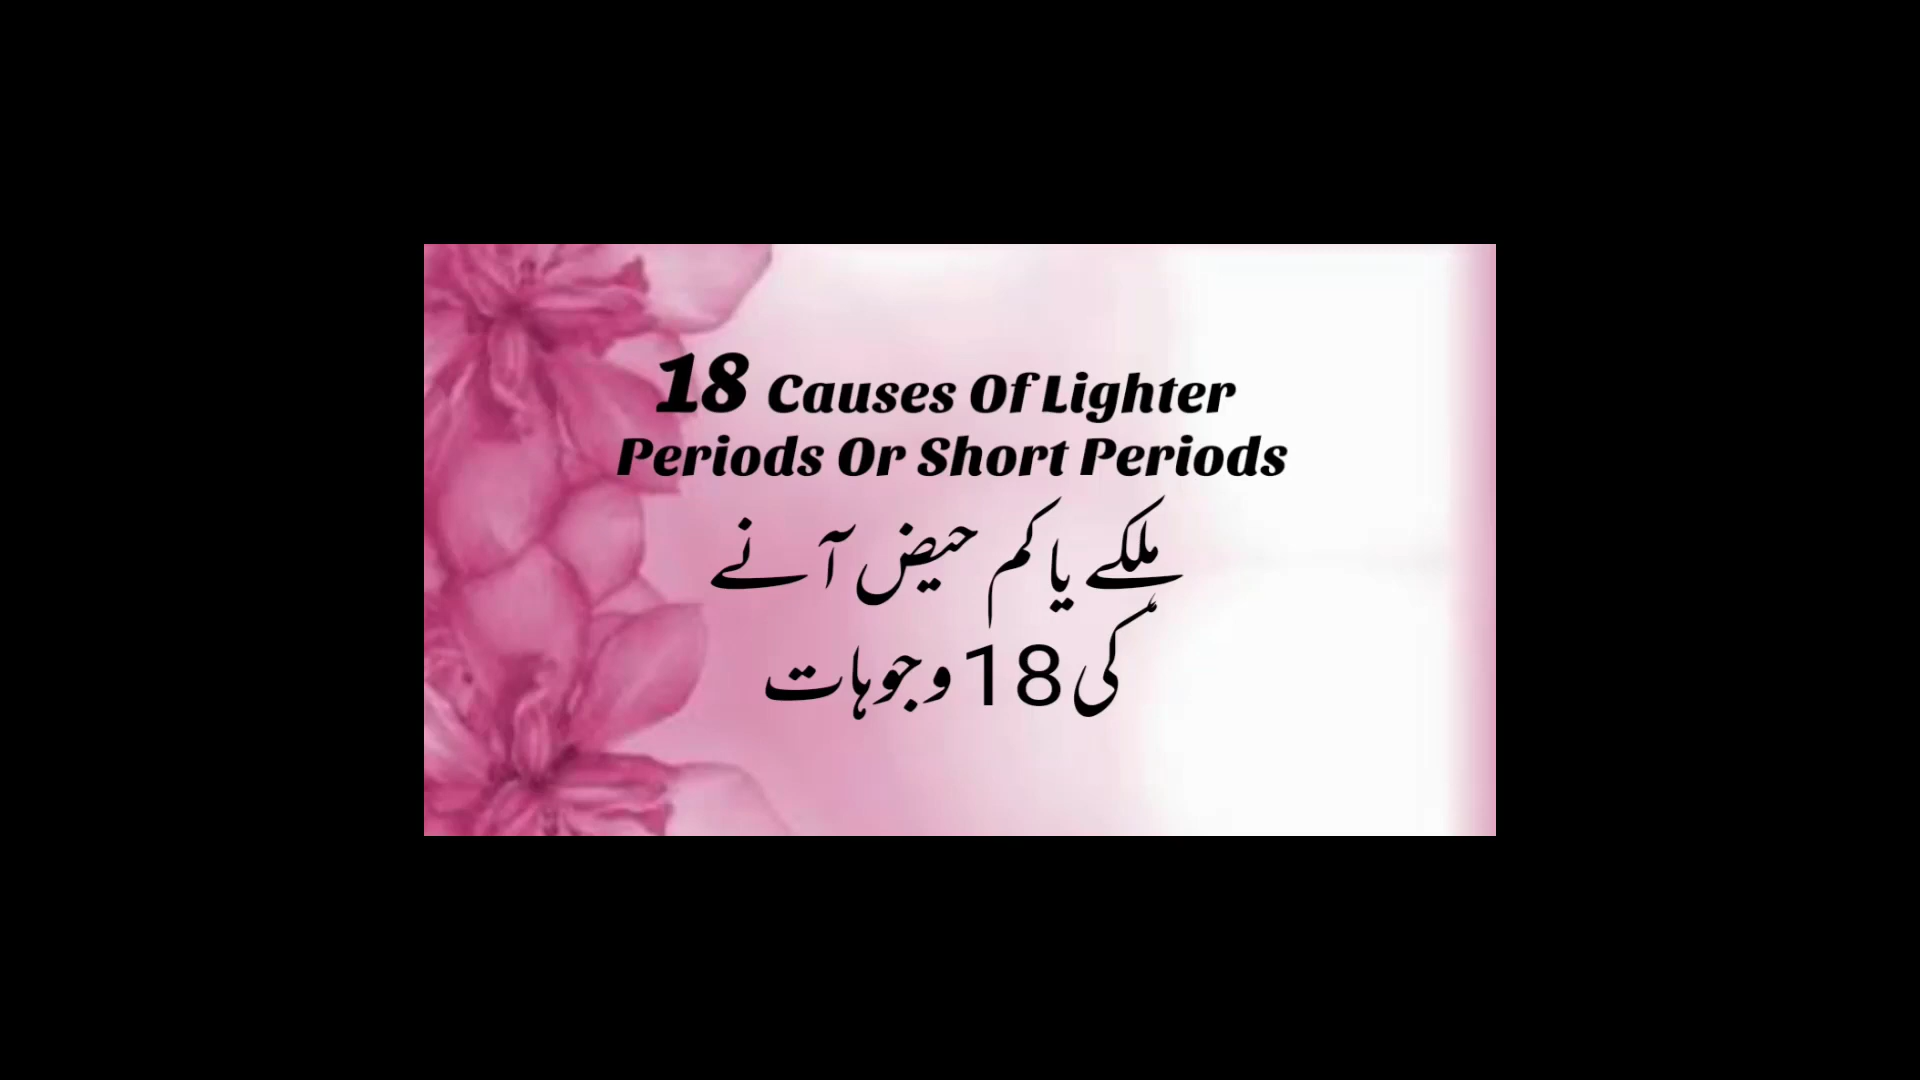 18 Causes Of Lighter
Periods Or Short Periods
ہلکے یا کم حیض آنے
کی 18 وجوہات